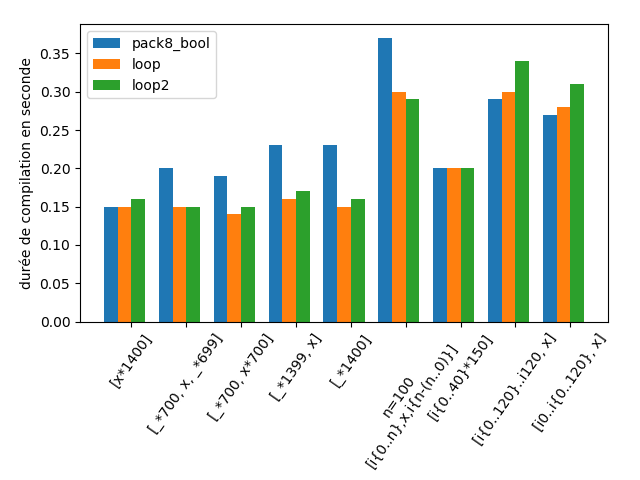 pack8_bool
loop
loop2
durée de compilation en seconde
0.35
0.30
0.25
0.20
0.15
0.10
0.05
0.00
[x*1400]
[_*700, x, _*699]
[_*700, x*700]
[_*1399, x]
[_*1400]
n=100
[i{0..n},x,i{n-(n..0)}]
[i{0..40}*150]
[i{0..120}..i120, x]
[i0..i{0..120}, x]